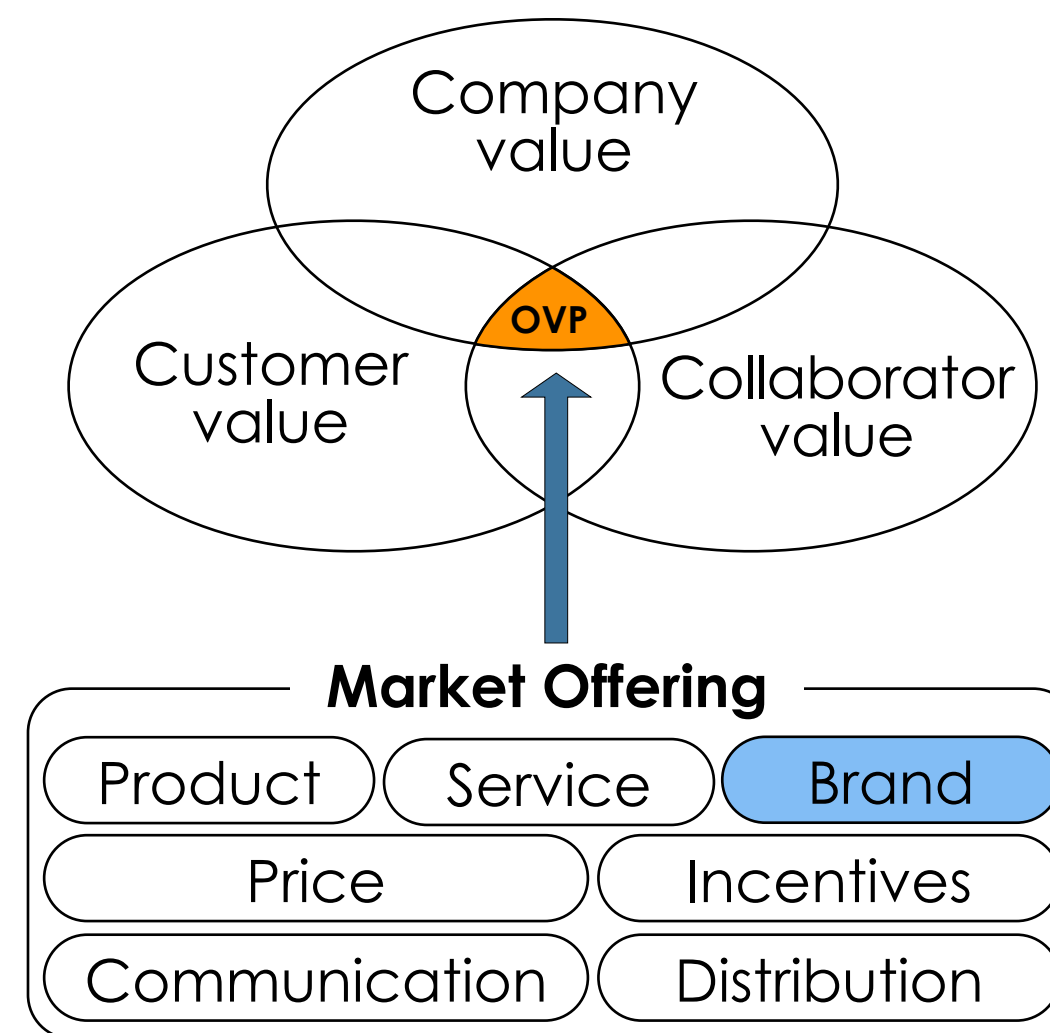 Company
value
OVP
Customer
value
Collaborator
value
Market Offering
Product
Service
Brand
Price
Incentives
Communication
Distribution